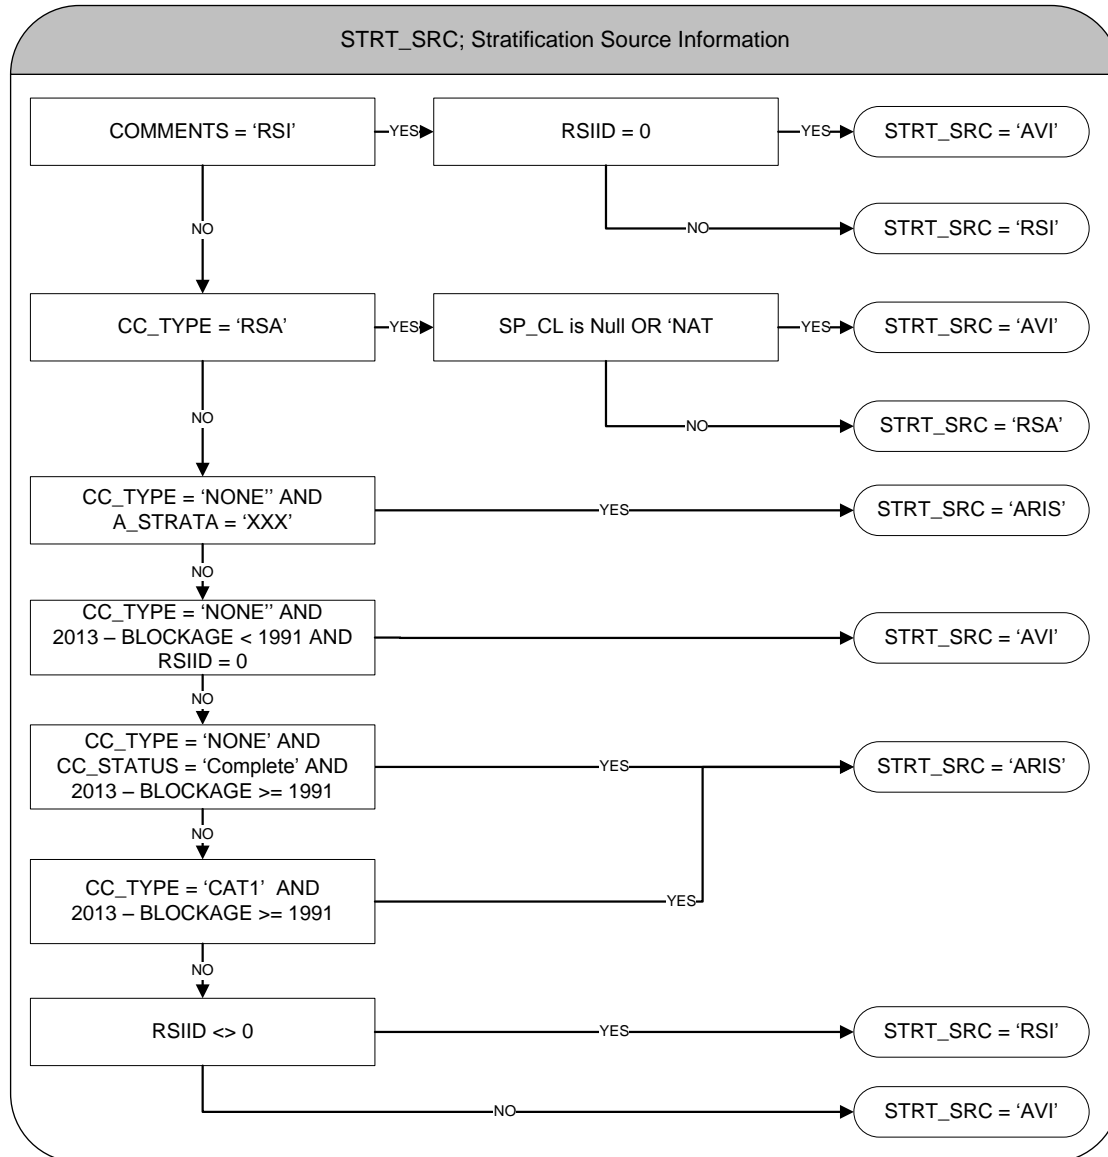 STRT_SRC; Stratification Source Information
COMMENTS = ‘RSI’
YES
RSIID = 0
YES
STRT_SRC = ‘AVI’
NO
NO
STRT_SRC = ‘RSI’
CC_TYPE = ‘RSA’
YES
SP_CL is Null OR ‘NAT
YES
STRT_SRC = ‘AVI’
NO
NO
STRT_SRC = ‘RSA’
CC_TYPE = ‘NONE’’ AND
A_STRATA = ‘XXX’
YES
STRT_SRC = ‘ARIS’
NO
CC_TYPE = ‘NONE’’ AND
2013 – BLOCKAGE < 1991 AND
RSIID = 0
STRT_SRC = ‘AVI’
NO
CC_TYPE = ‘NONE’ AND
CC_STATUS = ‘Complete’ AND
2013 – BLOCKAGE >= 1991
YES
STRT_SRC = ‘ARIS’
NO
CC_TYPE = ‘CAT1’ AND
2013 – BLOCKAGE >= 1991
YES
NO
RSIID <> 0
YES
STRT_SRC = ‘RSI’
NO
STRT_SRC = ‘AVI’